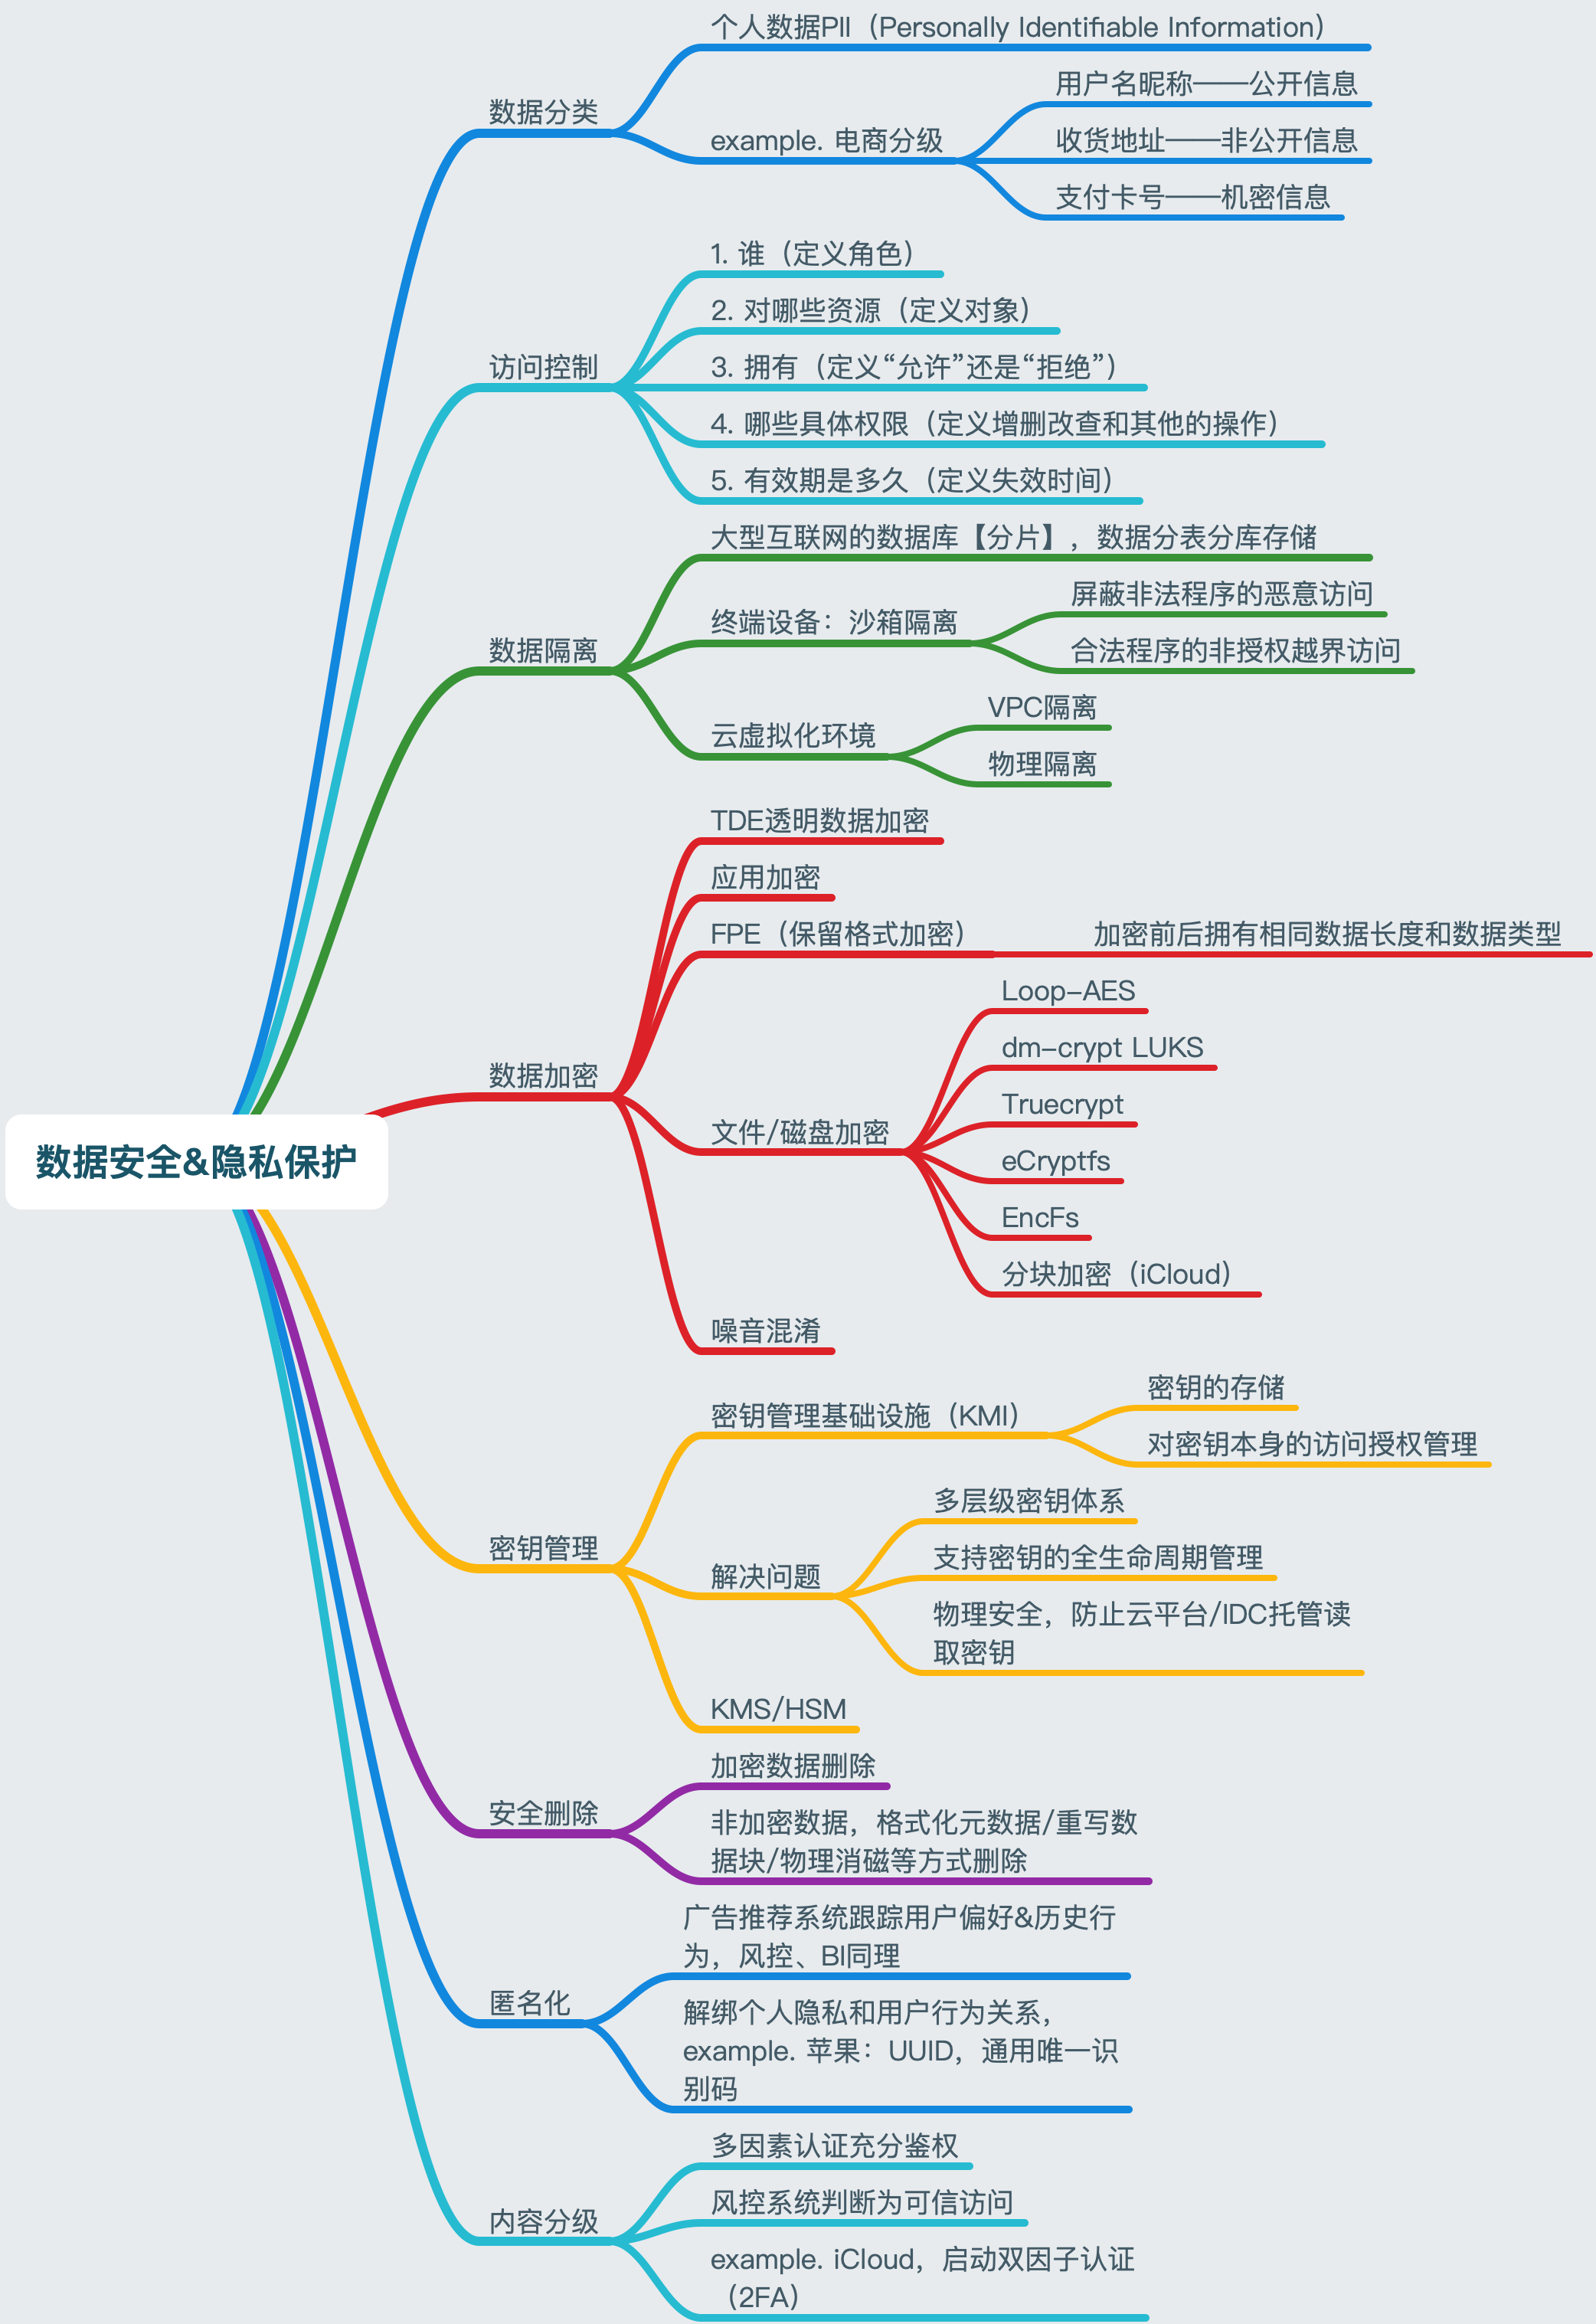 个人数据PII（Personally Identifiable Information）
用户名昵称——公开信息
数据分类
example. 电商分级
收货地址——非公开信息
支付卡号——机密信息
1. 谁（定义角色）
2. 对哪些资源（定义对象）
访问控制
3. 拥有（定义“允许”还是“拒绝”）
4. 哪些具体权限（定义增删改查和其他的操作）
5. 有效期是多久（定义失效时间）
大型互联网的数据库【分片】，数据分表分库存储
屏蔽非法程序的恶意访问
终端设备：沙箱隔离
数据隔离
合法程序的非授权越界访问
VPC隔离
云虚拟化环境
物理隔离
TDE透明数据加密
应用加密
FPE（保留格式加密）
加密前后拥有相同数据长度和数据类型
Loop-AES
dm-crypt LUKS
数据加密
Truecrypt
文件/磁盘加密
eCryptfs
数据安全&隐私保护
EncFs
分块加密（iCloud）
噪音混淆
密钥的存储
密钥管理基础设施（KMI）
对密钥本身的访问授权管理
多层级密钥体系
密钥管理
支持密钥的全生命周期管理
解决问题
物理安全，防止云平台/IDC托管读
取密钥
KMS/HSM
加密数据删除
安全删除
非加密数据，格式化元数据/重写数
据块/物理消磁等方式删除
广告推荐系统跟踪用户偏好&历史行
为，风控、BI同理
匿名化
解绑个人隐私和用户行为关系，
example. 苹果：UUID，通用唯一识
别码
多因素认证充分鉴权
风控系统判断为可信访问
内容分级
example. iCloud，启动双因子认证
（2FA）